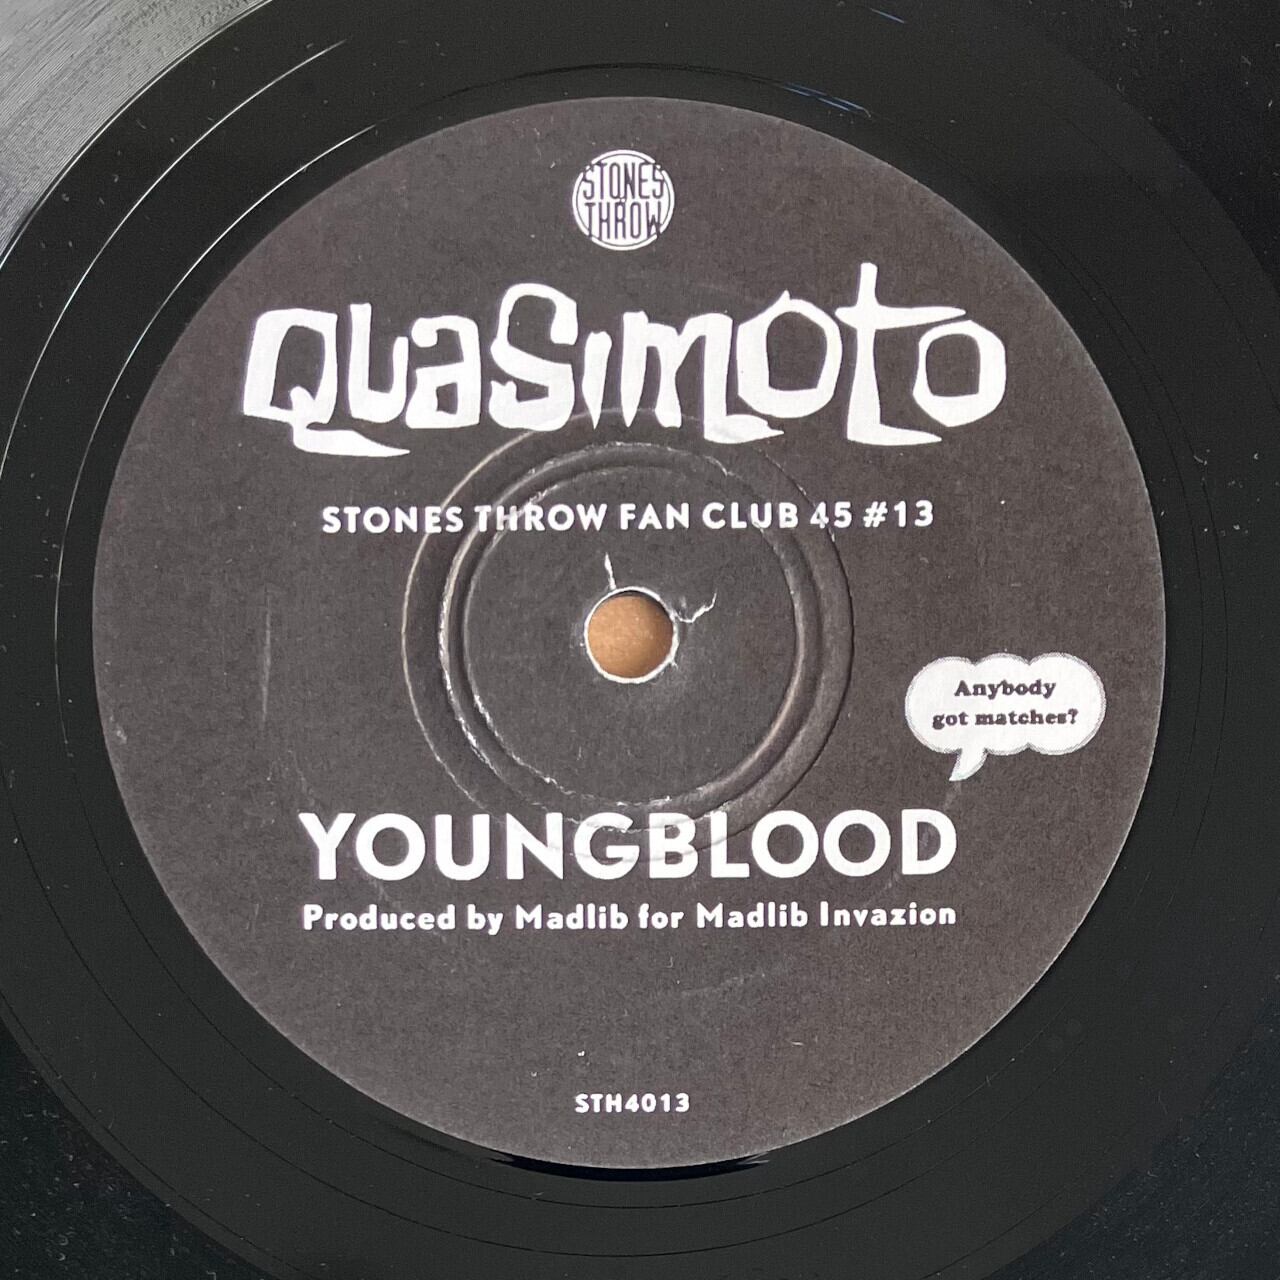 STONES
THROW
QUASIMOTO
STONES THROW FAN CLUB 45 #13
Anybody
got matches?
YOUNGBLOOD
Produced by Madlib for Madlib Invazion
STH4013